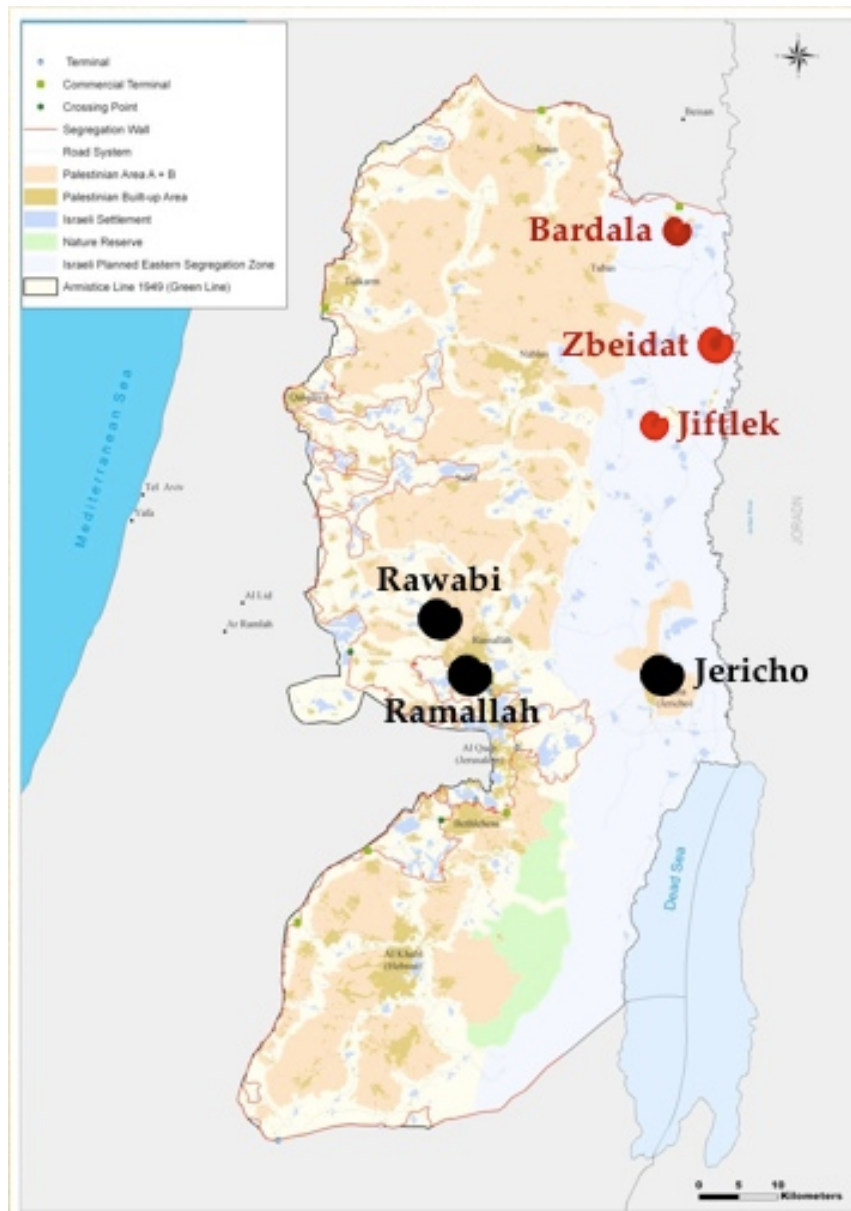 Terminal
Commercial Terminal
Crossing Point
Segregation Wall
Road System
Palestinian Area A + B
Palestinian Built-up Area
Israeli Settlement
Nature Reserve
Israeli Planned Eastern Segregation Zone
Armistice Line 1949 (Green Line)
Beisan
Jenin
Bardala
Tubas
Tulkarm
Zbeidat
Nablus
Jiftlek
Salfit
Mediterranean Sea
Tel Aviv
Yafa
JORDAN
Rawabi
Al Lid
Ar Ramlah
Ramallah
Jericho
(Jericho)
Ramallah
Al Quds
(Jerusalem)
Bethlehem
Dead Sea
Al Khalil
(Hebron)
0 5 10
Kilometers